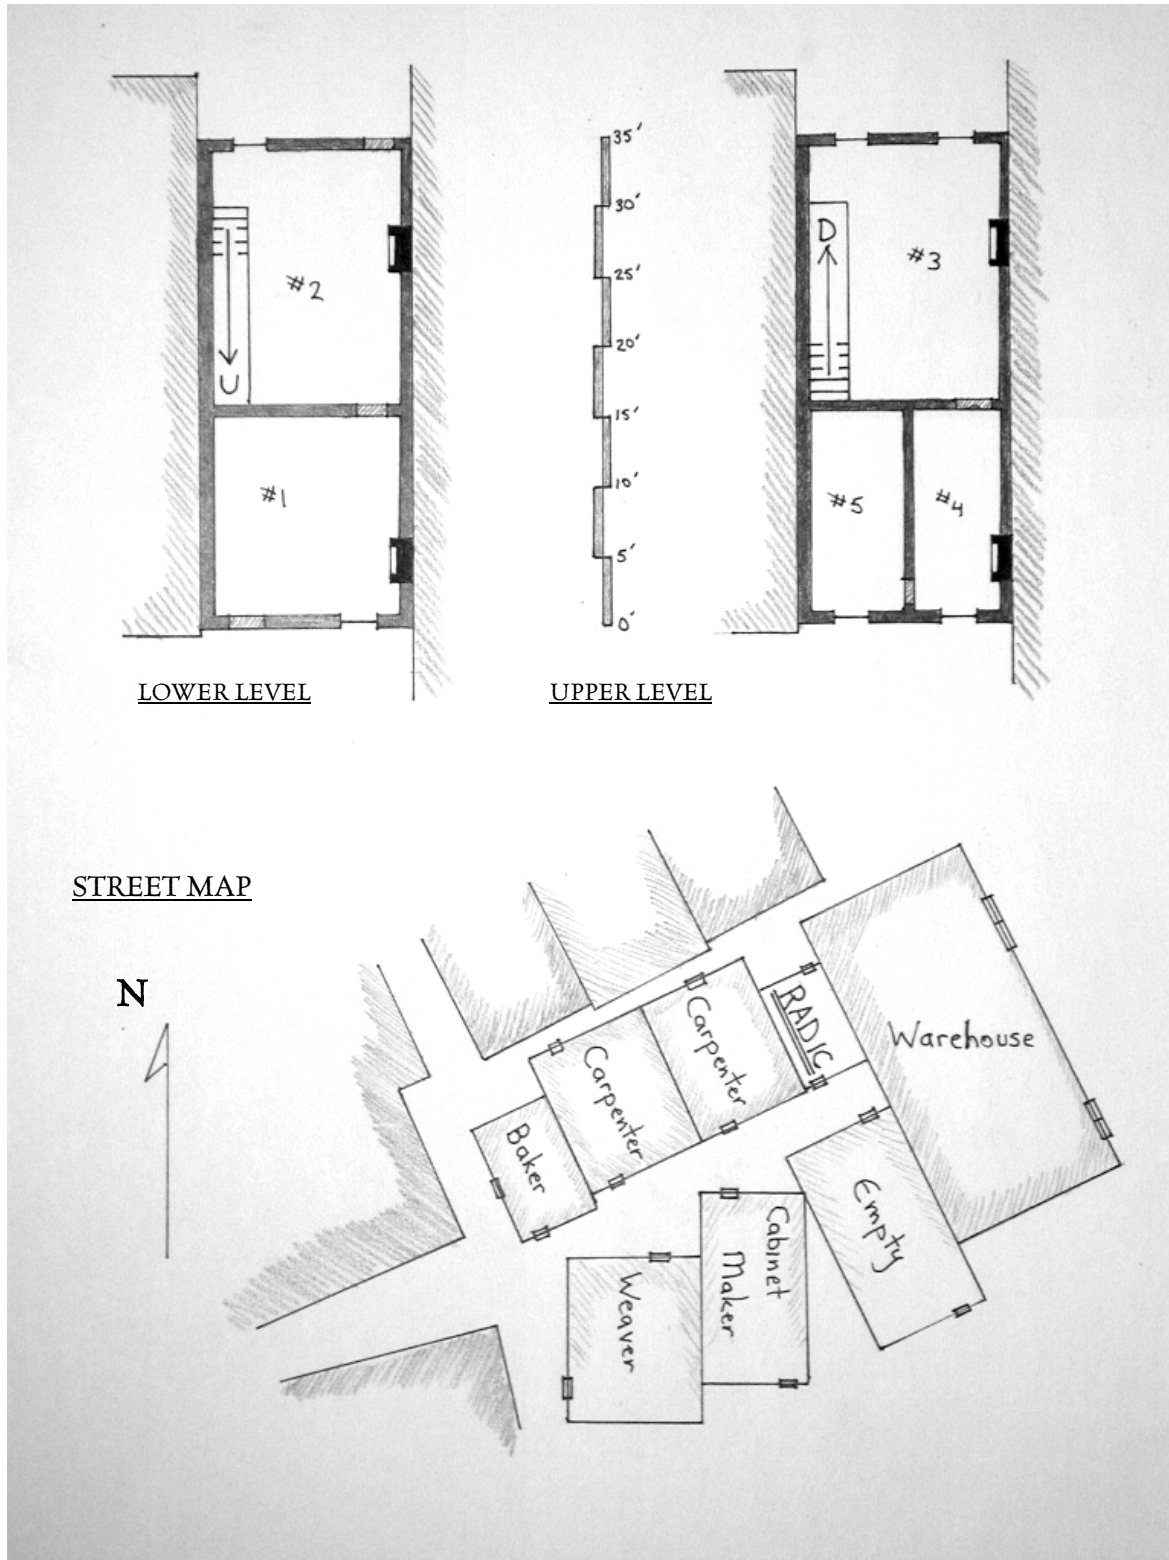 35'
30'
25'
20'
15'
10'
5'
0'
#2
#1
U
D
#3
#5
#4
LOWER LEVEL
UPPER LEVEL
STREET MAP
N
RADIC
Warehouse
Carpenter
Carpenter
Baker
Empty
Cabinet
Maker
Weaver